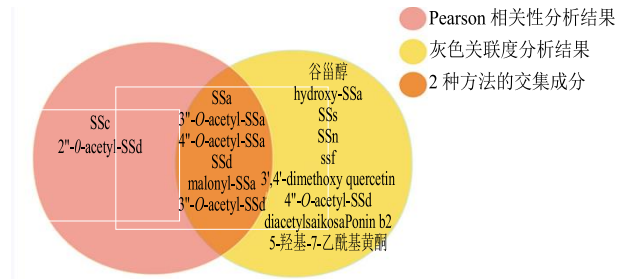 Pearson 相关性分析结果
灰色关联度分析结果
2 种方法的交集成分
SSc
2"-0-acetyl-SSd
SSa
3"-O-acetyl-SSa
4"-O-acetyl-SSa
SSd
malonyl-SSa
3"-O-acetyl-SSd
谷甾醇
hydroxy-SSa
SSs
SSn
ssf
3',4'-dimethoxy quercetin
4"-O-acetyl-SSd
diacetylsaikosaPonin b2
5-羟基-7-乙酰基黄酮